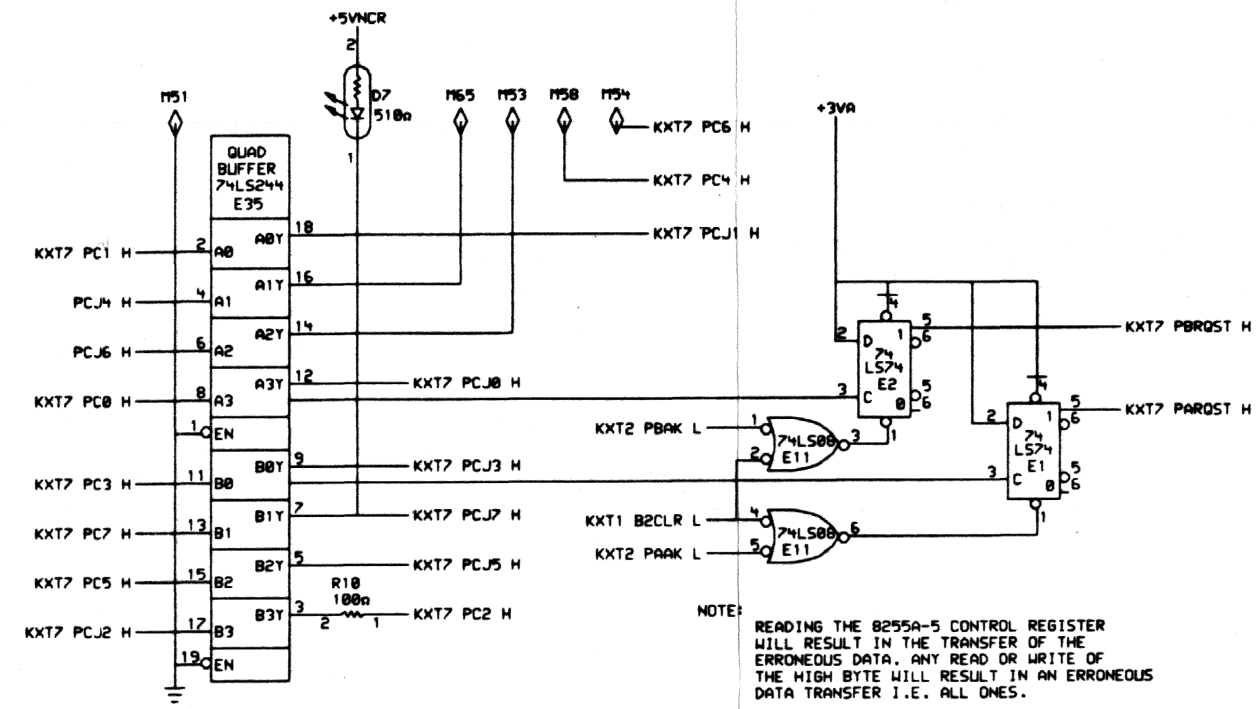 +5VNCR
2
D7
510Ω
1
M51
M65 M53 M58 M54
KXT7 PC6 H
KXT7 PC4 H
+3VA
QUAD
BUFFER
74LS244
E35
KXT7 PC1 H 2 A0 A0Y 18 KXT7 PCJ1 H
PCJ4 H 4 A1 A1Y 16
PCJ6 H 6 A2 A2Y 14
KXT7 PC0 H 8 A3 A3Y 12 KXT7 PCJ0 H
1 EN
KXT7 PC3 H 11 B0 B0Y 9 KXT7 PCJ3 H
KXT7 PC7 H 13 B1 B1Y 7 KXT7 PCJ7 H
KXT7 PC5 H 15 B2 B2Y 5 KXT7 PCJ5 H
KXT7 PCJ2 H 17 B3 B3Y 3 KXT7 PC2 H
R10
100Ω
2 1
19 EN
4
2 D 1 5 KXT7 PBRQST H
6
74
LS74
E2
3 C 0 5
6
1
KXT2 PBAK L 1
2
74LS08
E11
3
4
2 D 1 5 KXT7 PARQST H
6
74
LS74
E1
3 C 0 5
6
1
KXT1 B2CLR L 4
KXT2 PAAK L 5
74LS08
E11
6
NOTE:
READING THE 8255A-5 CONTROL REGISTER
WILL RESULT IN THE TRANSFER OF THE
ERRONEOUS DATA. ANY READ OR WRITE OF
THE HIGH BYTE WILL RESULT IN AN ERRONEOUS
DATA TRANSFER I.E. ALL ONES.